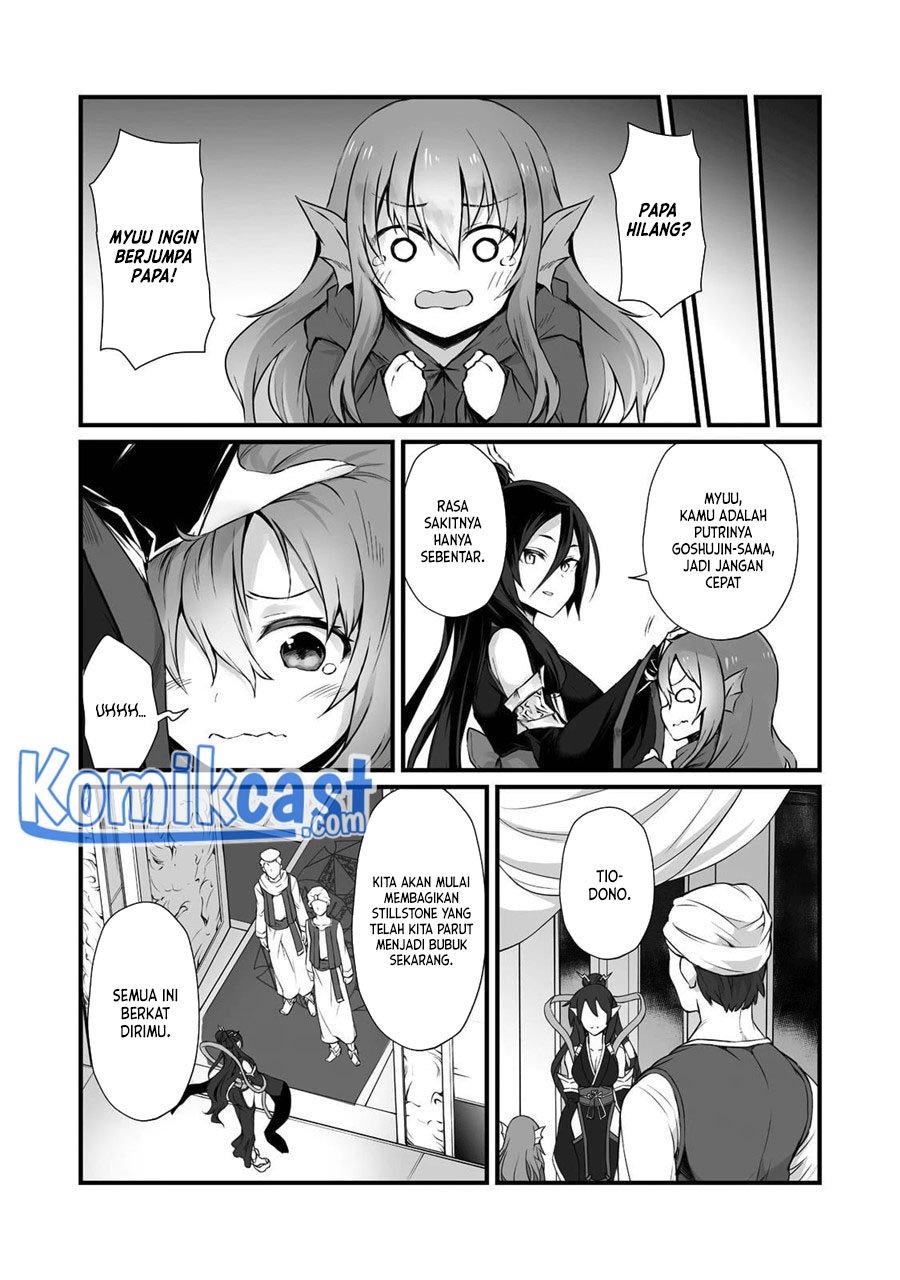 PAPA
HILANG?
MYUU INGIN
BERJUMPA
PAPA!
MYUU,
KAMU ADALAH
PUTRINYA
GOSHUJIN-SAMA,
JADI JANGAN
CEPAT
RASA
SAKITNYA
HANYA
SEBENTAR.
UHHH...
TIO-
DONO.
KITA AKAN MULAI
MEMBAGIKAN
STILLSTONE YANG
TELAH KITA PARUT
MENJADI BUBUK
SEKARANG.
SEMUA INI
BERKAT
DIRIMU.
Komikcast
.com